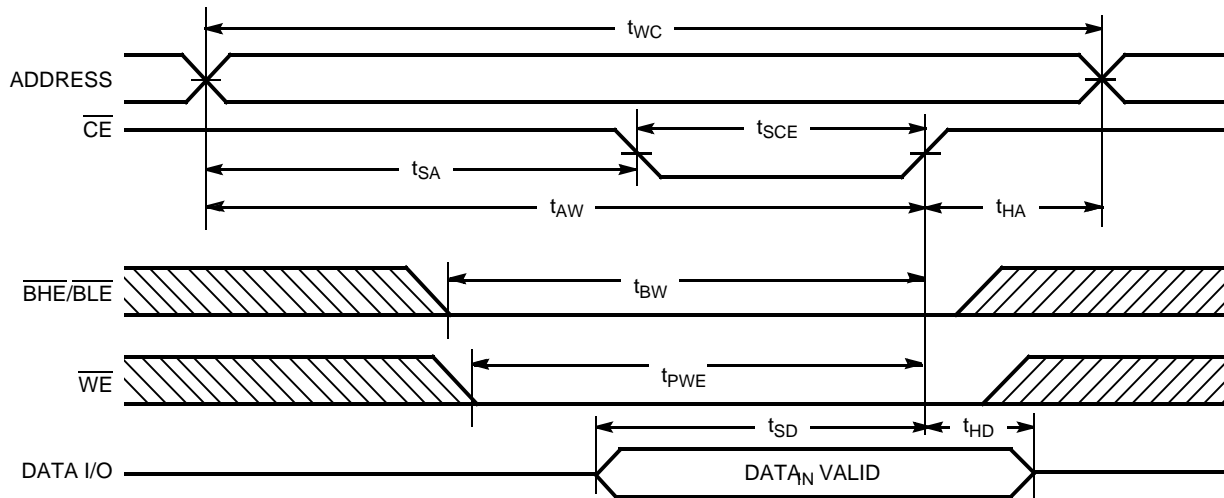 tWC
ADDRESS
CE
tSCE
tSA
tAW
tHA
BHE/BLE
tBW
WE
tPWE
tSD
tHD
DATA I/O
DATAIN VALID